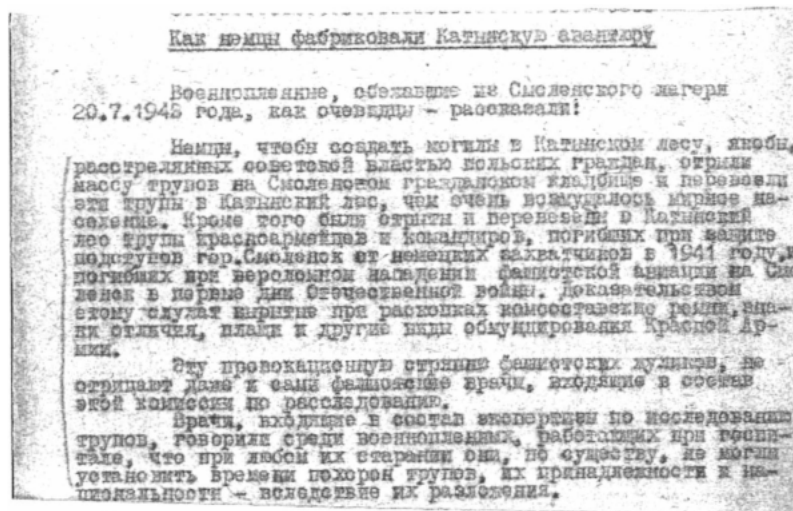 Как немцы фабриковали Катынскую авантюру
Военнопленные, сбежавшие из Смоленского лагеря
20.7.1943 года, как очевидцы - рассказали:
Немцы, чтобы создать могилы в Катынском лесу, якобы,
расстрелянных советской властью польских граждан, отрыли
массу трупов на Смоленском гражданском кладбище и перевезли
эти трупы в Катынский лес, чем очень возмущалось мирное на-
селение. Кроме того были отрыты и перевезены в Катынский
лес трупы красноармейцев и командиров, погибших при защите
подступов гор.Смоленск от немецких захватчиков в 1941 году,и
погибших при вероломном нападении фашистской авиации на Смо
ленск в первые дни Отечественной войны. Доказательством
этому служат вырытые при раскопках комсоставские ремни,зна-
ки отличия, плащи и другие виды обмундирования Красной Ар-
мии.
Эту провокационную стряпню фашистских жуликов, не
отрицают даже и сами фашистские врачи, входящие в состав
этой комиссии по расследованию.
Врачи, входящие в состав экспертизы по исследованию
трупов, говорили среди военнопленных, работающих при госпи-
тале, что при любом их старании они, по существу, не могли
установить времени похорон трупов, их принадлежности к на-
циональности - вследствие их разложения.